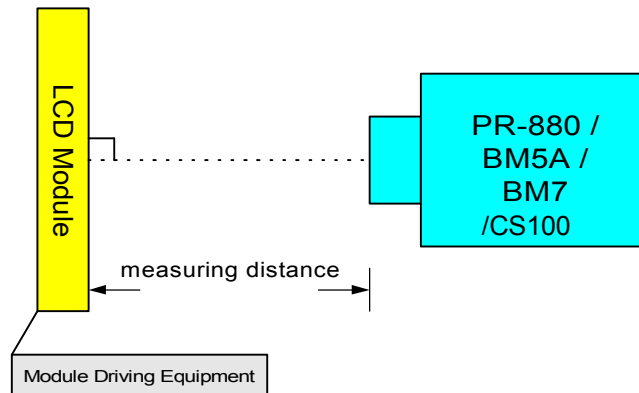 LCD Module
PR-880 /
BM5A /
BM7
/CS100
measuring distance
Module Driving Equipment